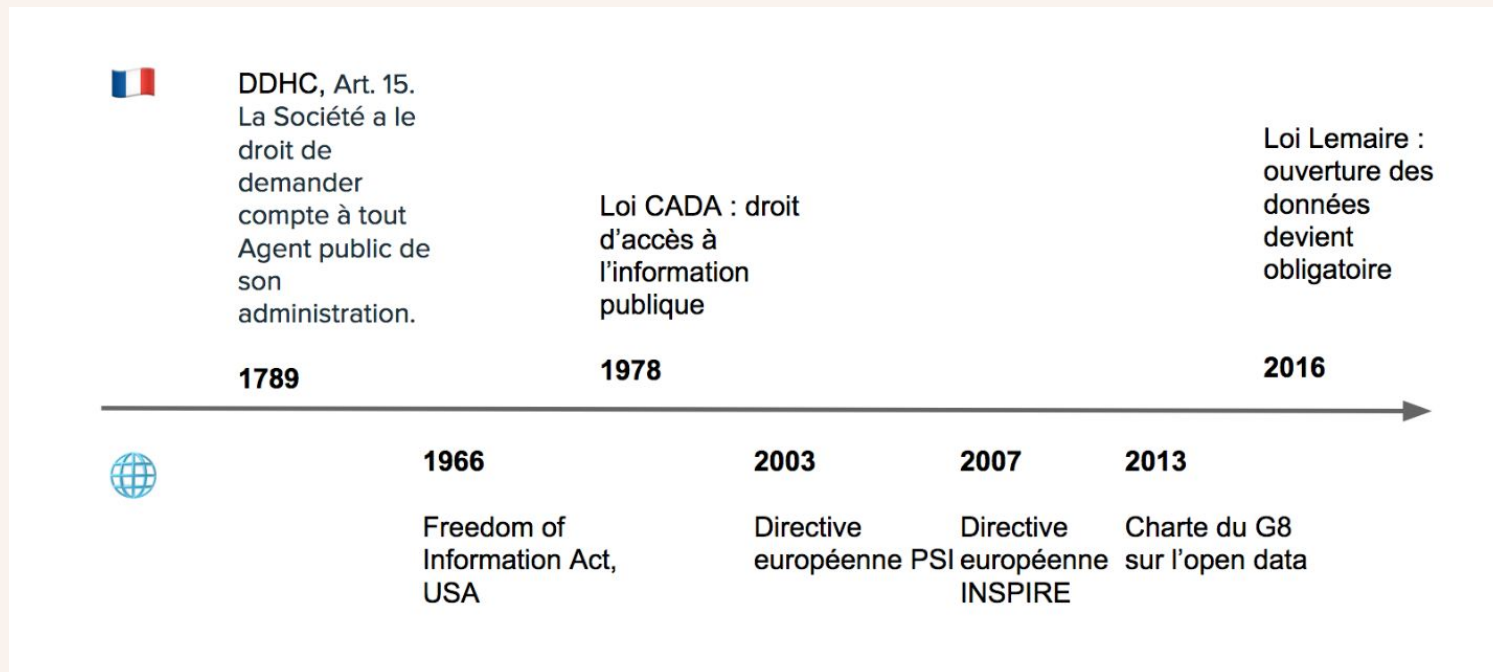 DDHC, Art. 15.
La Société a le
droit de
demander
compte à tout
Agent public de
son
administration.
1789
Loi CADA : droit
d’accès à
l’information
publique
1978
Loi Lemaire :
ouverture des
données
devient
obligatoire
2016
1966
Freedom of
Information Act,
USA
2003
Directive
européenne PSI
2007
Directive
européenne
INSPIRE
2013
Charte du G8
sur l’open data